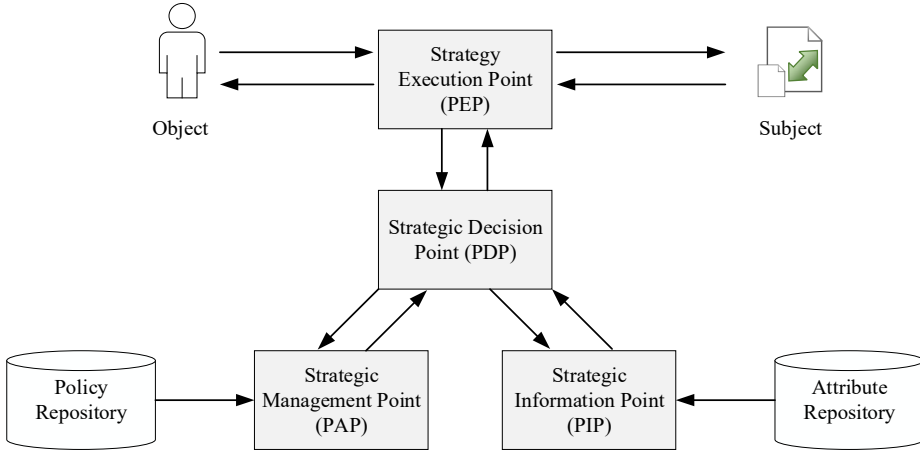 Strategy
Execution Point
(PEP)
Object
Subject
Strategic Decision
Point (PDP)
Policy
Repository
Strategic
Management Point
(PAP)
Strategic
Information Point
(PIP)
Attribute
Repository